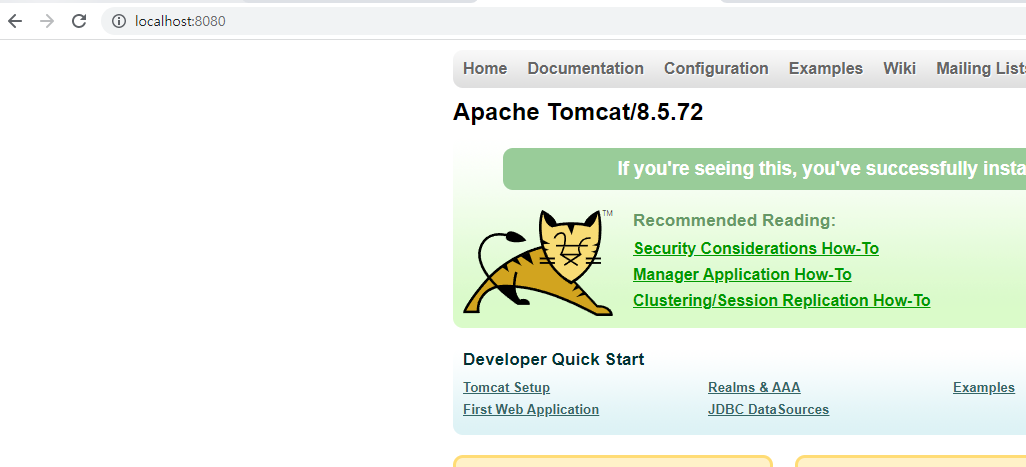 localhost:8080
Home Documentation Configuration Examples Wiki Mailing Lists
Apache Tomcat/8.5.72
If you're seeing this, you've successfully insta
TM
Recommended Reading:
Security Considerations How-To
Manager Application How-To
Clustering/Session Replication How-To
Developer Quick Start
Tomcat Setup Realms & AAA Examples
First Web Application JDBC DataSources